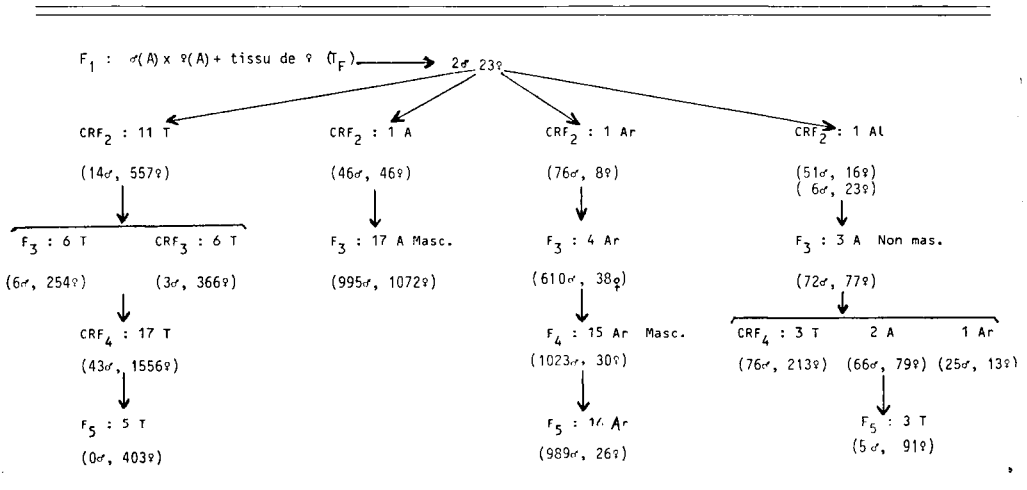 F1 : ♂(A) x ♀(A) + tissu de ♀ (TF) 2♂ 23♀
CRF2 : 11 T CRF2 : 1 A CRF2 : 1 Ar CRF2 : 1 Al
(14♂, 557♀) (46♂, 46♀) (76♂, 8♀) (51♂, 16♀)
( 6♂, 23♀)
F3 : 6 T CRF3 : 6 T F3 : 17 A Masc. F3 : 4 Ar F3 : 3 A Non mas.
(6♂, 254♀) (3♂, 366♀) (995♂, 1072♀) (610♂, 38♀) (72♂, 77♀)
CRF4 : 17 T F4 : 15 Ar Masc. CRF4 : 3 T 2 A 1 Ar
(43♂, 1556♀) (1023♂, 30♀) (76♂, 213♀) (66♂, 79♀) (25♂, 13♀)
F5 : 5 T F5 : Ar F5 : 3 T
(0♂, 403♀) (989♂, 26♀) (5♂, 91♀)